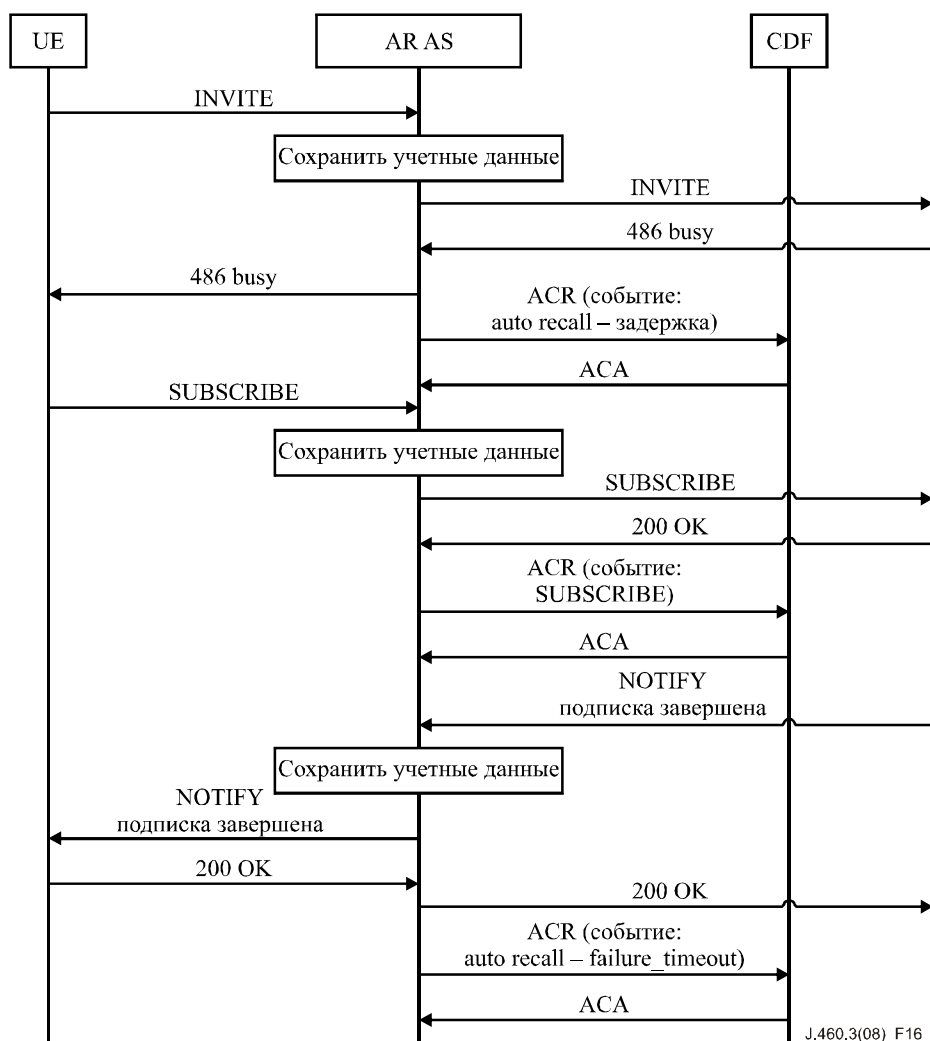 UE
AR AS
CDF
INVITE
Сохранить учетные данные
INVITE
486 busy
486 busy
ACR (событие:
auto recall – задержка)
ACA
SUBSCRIBE
Сохранить учетные данные
SUBSCRIBE
200 OK
ACR (событие:
SUBSCRIBE)
ACA
NOTIFY
подписка завершена
Сохранить учетные данные
NOTIFY
подписка завершена
200 OK
200 OK
ACR (событие:
auto recall – failure_timeout)
ACA
J.460.3(08)_F16